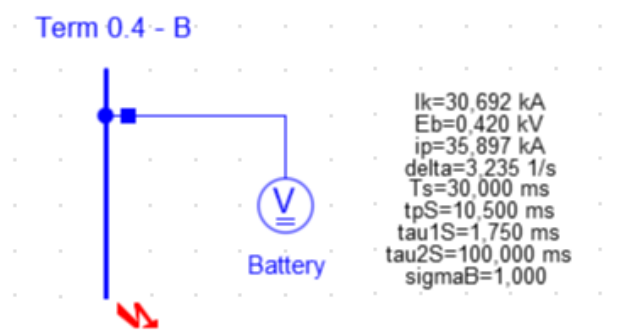 Term 0.4 - B
Ik=30,692 kA
Eb=0,420 kV
ip=35,897 kA
delta=3,235 1/s
Ts=30,000 ms
tpS=10,500 ms
tau1S=1,750 ms
tau2S=100,000 ms
sigmaB=1,000
V
Battery